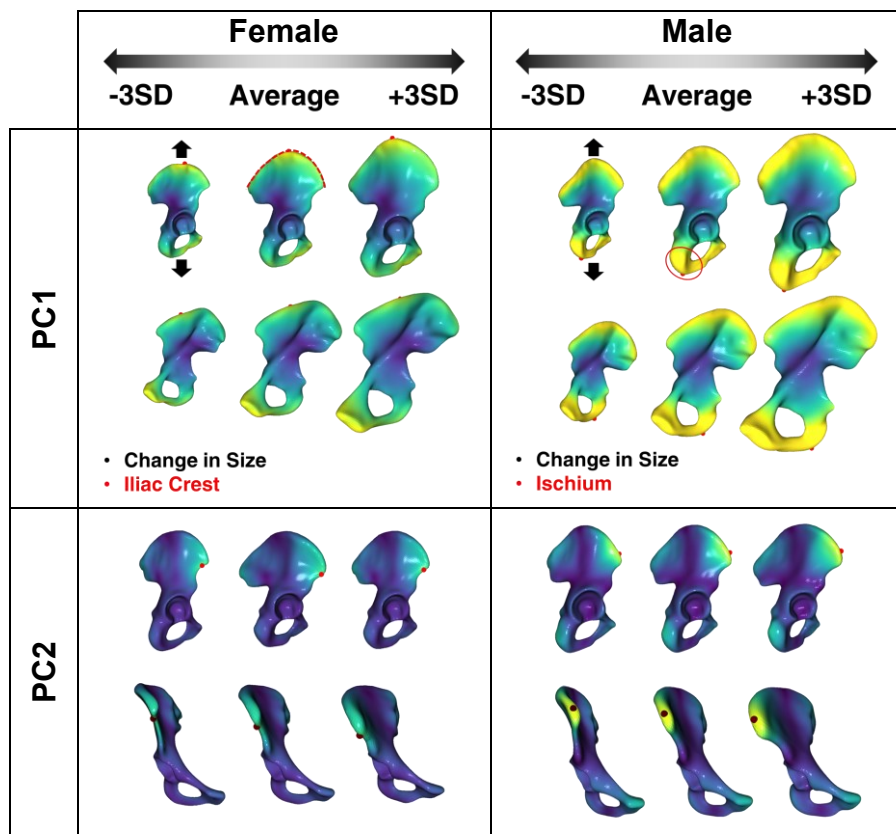 Female
Male
-3SD Average +3SD
-3SD Average +3SD
PC1
• Change in Size
• Iliac Crest
• Change in Size
• Ischium
PC2